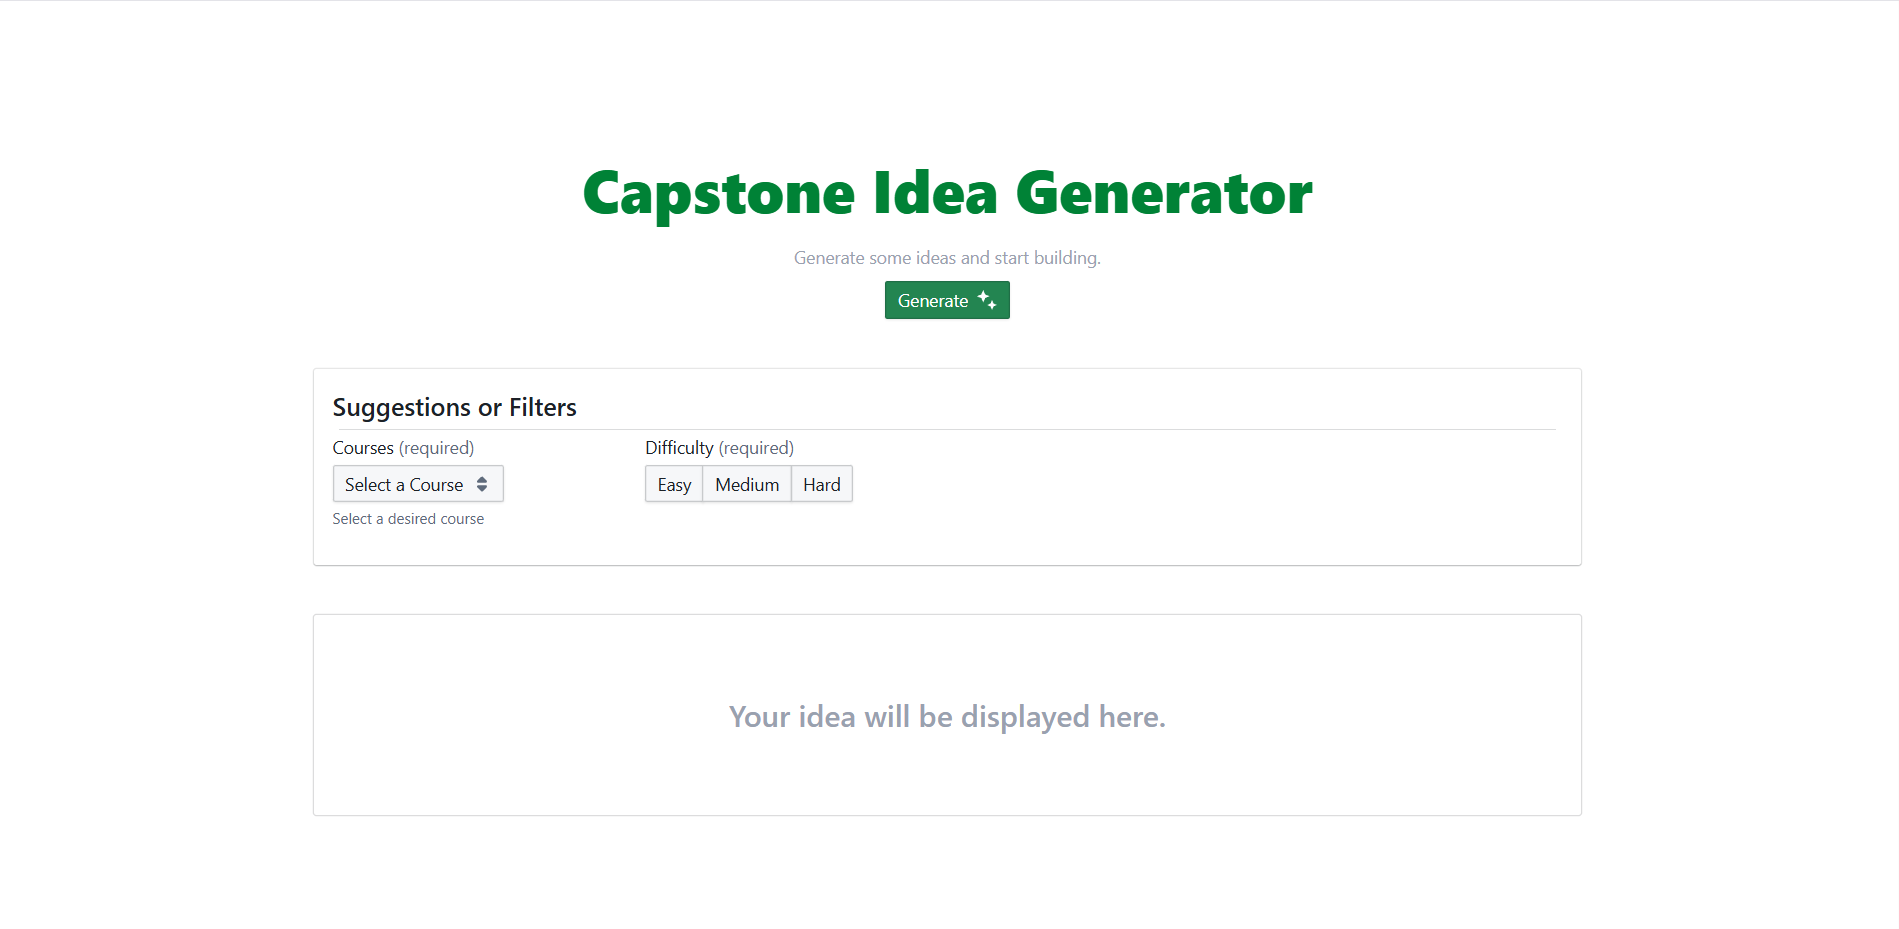 Capstone Idea Generator
Generate some ideas and start building.
Generate
Suggestions or Filters
Courses (required)
Difficulty (required)
Select a Course
Easy
Medium
Hard
Select a desired course
Your idea will be displayed here.